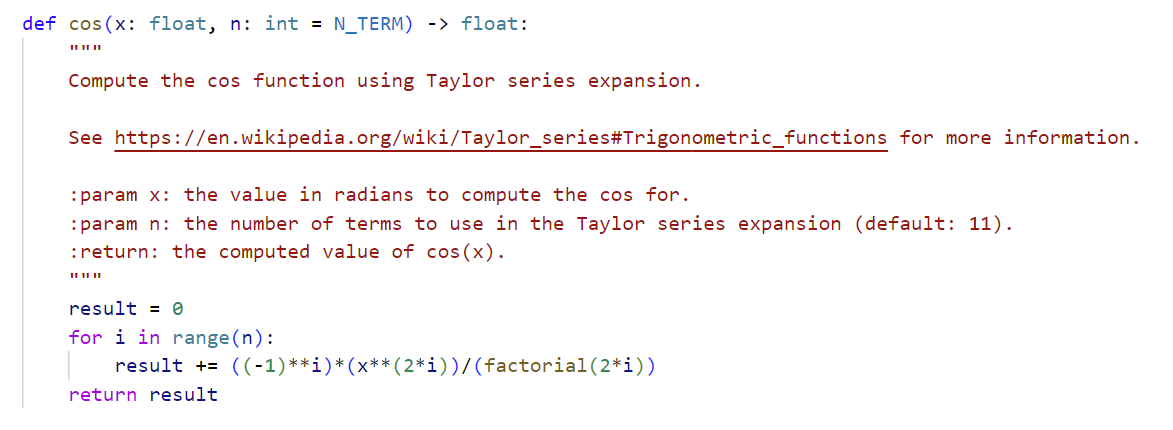 def cos(x: float, n: int = N_TERM) -> float:
"""
Compute the cos function using Taylor series expansion.
See https://en.wikipedia.org/wiki/Taylor_series#Trigonometric_functions for more information.
:param x: the value in radians to compute the cos for.
:param n: the number of terms to use in the Taylor series expansion (default: 11).
:return: the computed value of cos(x).
"""
result = 0
for i in range(n):
result += ((-1)**i)*(x**(2*i))/(factorial(2*i))
return result